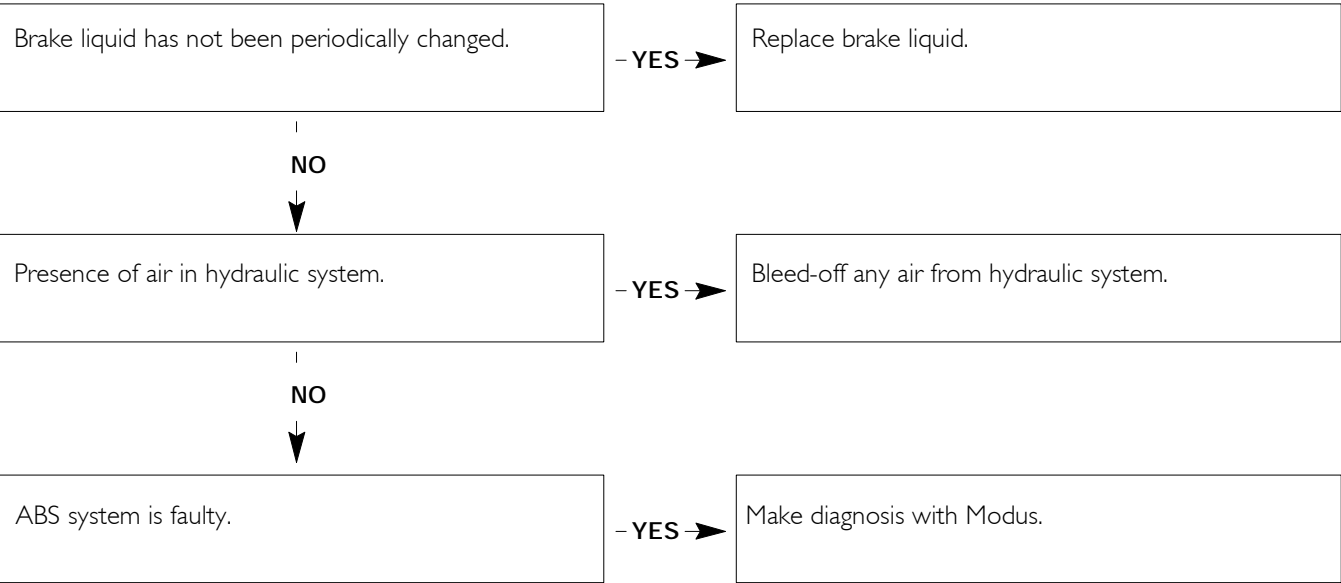 Brake liquid has not been periodically changed.
YES
Replace brake liquid.
NO
Presence of air in hydraulic system.
YES
Bleed-off any air from hydraulic system.
NO
ABS system is faulty.
YES
Make diagnosis with Modus.